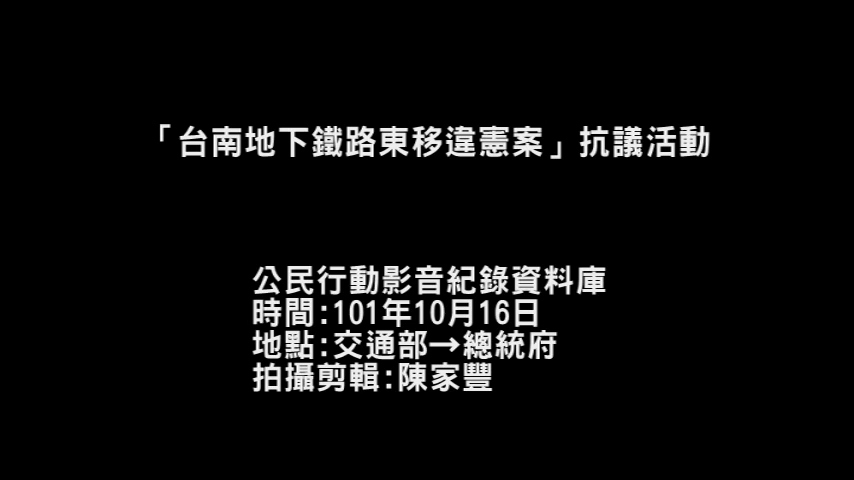 「台南地下鐵路東移違憲案」抗議活動
公民行動影音紀錄資料庫
時間:101年10月16日
地點:交通部→總統府
拍攝剪輯:陳家豐